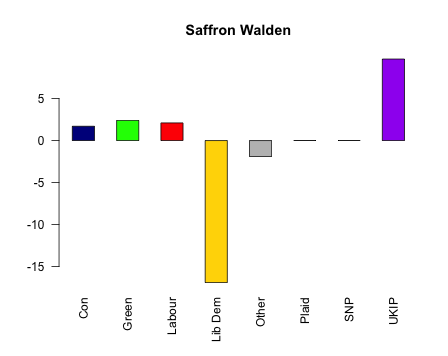 Saffron Walden
5
0
-5
-10
-15
Con
Green
Labour
Lib Dem
Other
Plaid
SNP
UKIP